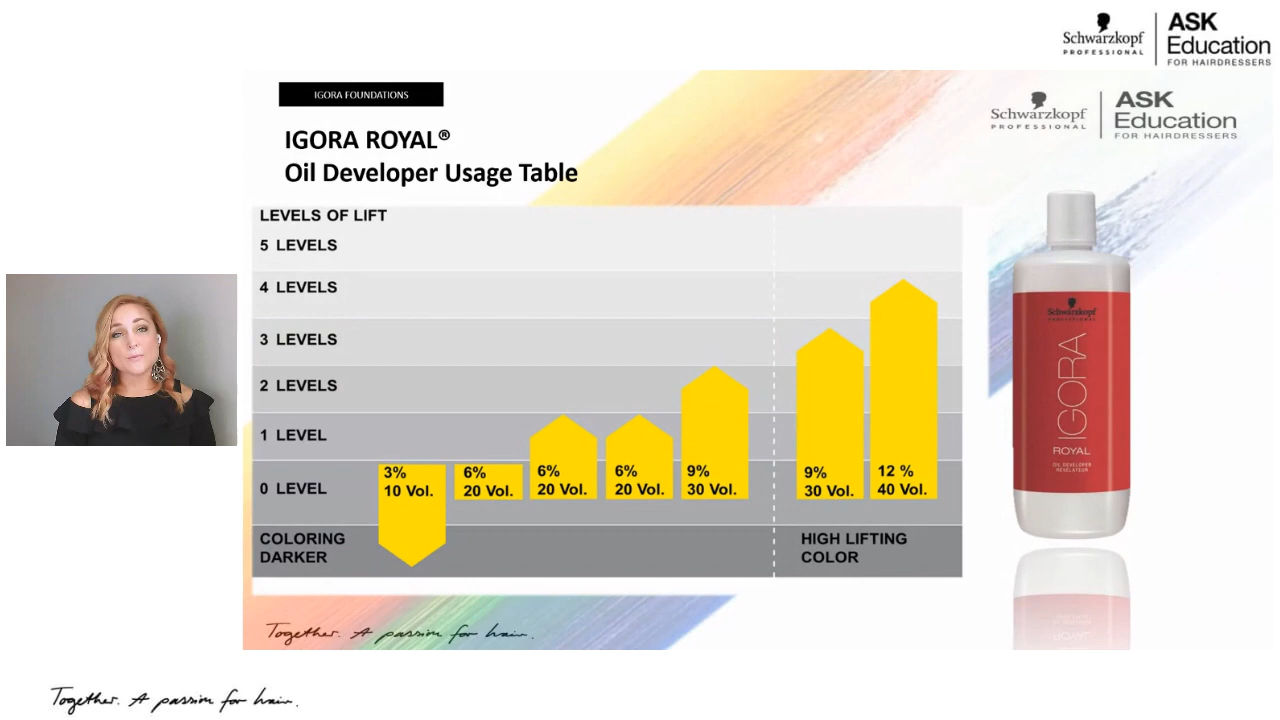 Schwarzkopf
PROFESSIONAL
ASK
Education
FOR HAIRDRESSERS
IGORA FOUNDATIONS
Schwarzkopf
PROFESSIONAL
ASK
Education
FOR HAIRDRESSERS
IGORA ROYAL®
Oil Developer Usage Table
LEVELS OF LIFT
5 LEVELS
4 LEVELS
3 LEVELS
2 LEVELS
1 LEVEL
0 LEVEL
3%
10 Vol.
6%
20 Vol.
6%
20 Vol.
6%
20 Vol.
9%
30 Vol.
9%
30 Vol.
12 %
40 Vol.
COLORING
DARKER
HIGH LIFTING
COLOR
Schwarzkopf
PROFESSIONAL
IGORA
ROYAL
OIL DEVELOPER
RÉVÉLATEUR
Together. A passion for hair.
Together. A passion for hair.